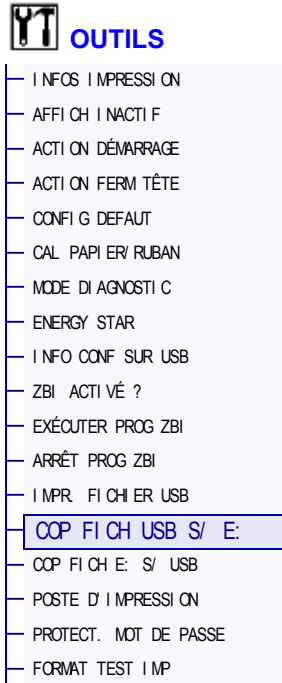 OUTILS
INFOS IMPRESSION
AFFICH INACTIF
ACTION DÉMARRAGE
ACTION FERM TÊTE
CONFIG DEFAUT
CAL PAPIER/RUBAN
MODE DIAGNOSTIC
ENERGY STAR
INFO CONF SUR USB
ZBI ACTIVÉ ?
EXÉCUTER PROG ZBI
ARRÊT PROG ZBI
IMPR. FICHIER USB
COP FICH USB S/ E:
COP FICH E: S/ USB
POSTE D'IMPRESSION
PROTECT. MOT DE PASSE
FORMAT TEST IMP